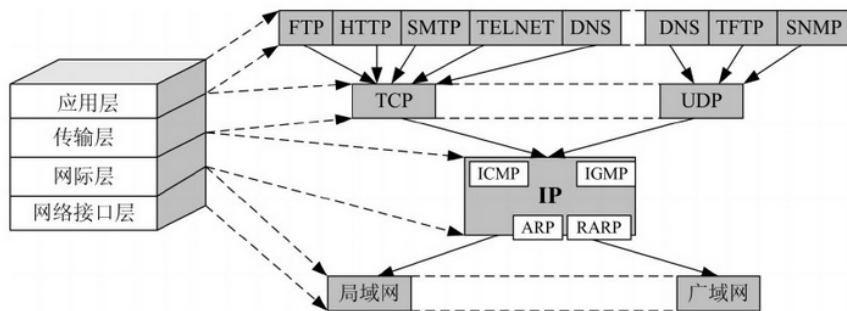 FTP HTTP SMTP TELNET DNS DNS TFTP SNMP
应用层
传输层
网际层
网络接口层
TCP UDP
ICMP IGMP
IP
ARP RARP
局域网 广域网